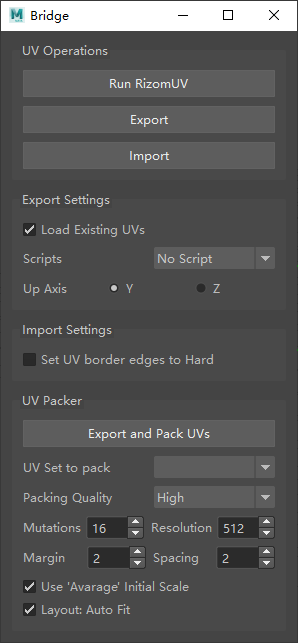 Bridge
UV Operations
Run RizomUV
Export
Import
Export Settings
Load Existing UVs
Scripts No Script
Up Axis Y Z
Import Settings
Set UV border edges to Hard
UV Packer
Export and Pack UVs
UV Set to pack
Packing Quality High
Mutations 16 Resolution 512
Margin 2 Spacing 2
Use 'Avarage' Initial Scale
Layout: Auto Fit